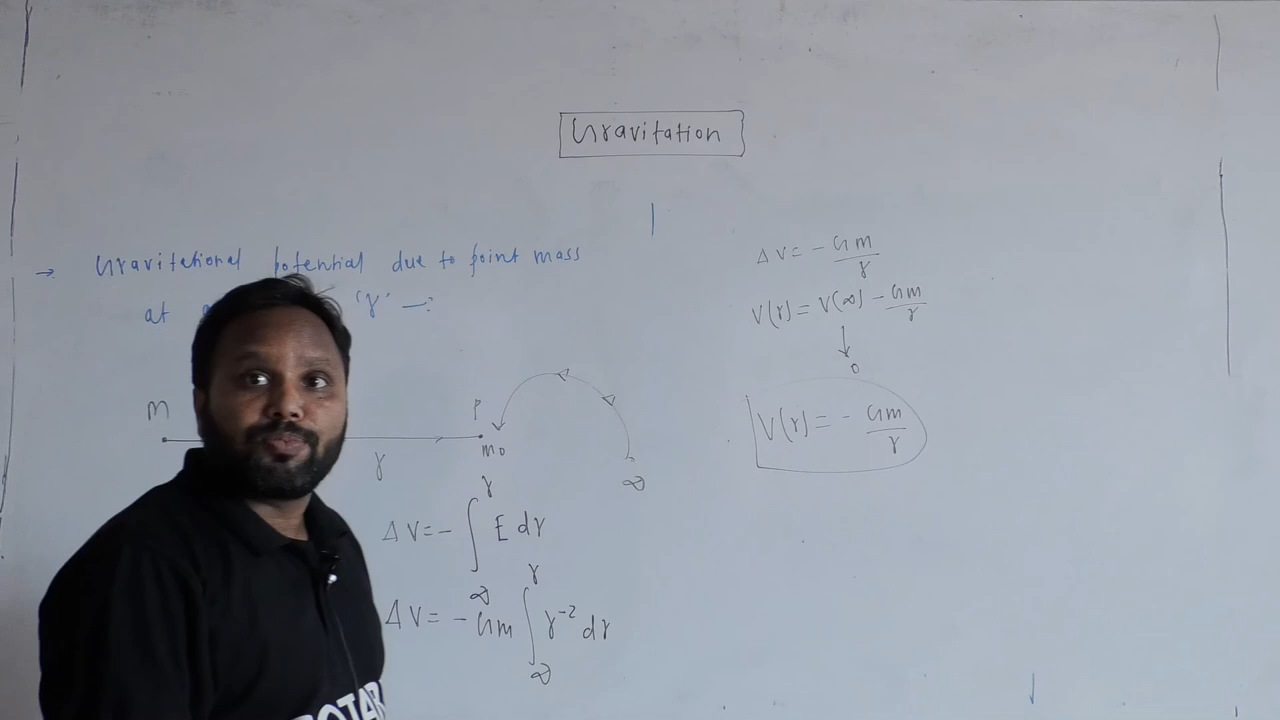 Gravitation
→ Gravitational potential due to point mass
at 'r' —:
m
P
m0
r
∞
ΔV = - ∫ r ∞ E dr
ΔV = - Gm ∫ r ∞ r⁻² dr
ΔV = - Gm/r
V(r) = V(∞) - Gm/r
↓
0
V(r) = - Gm/r